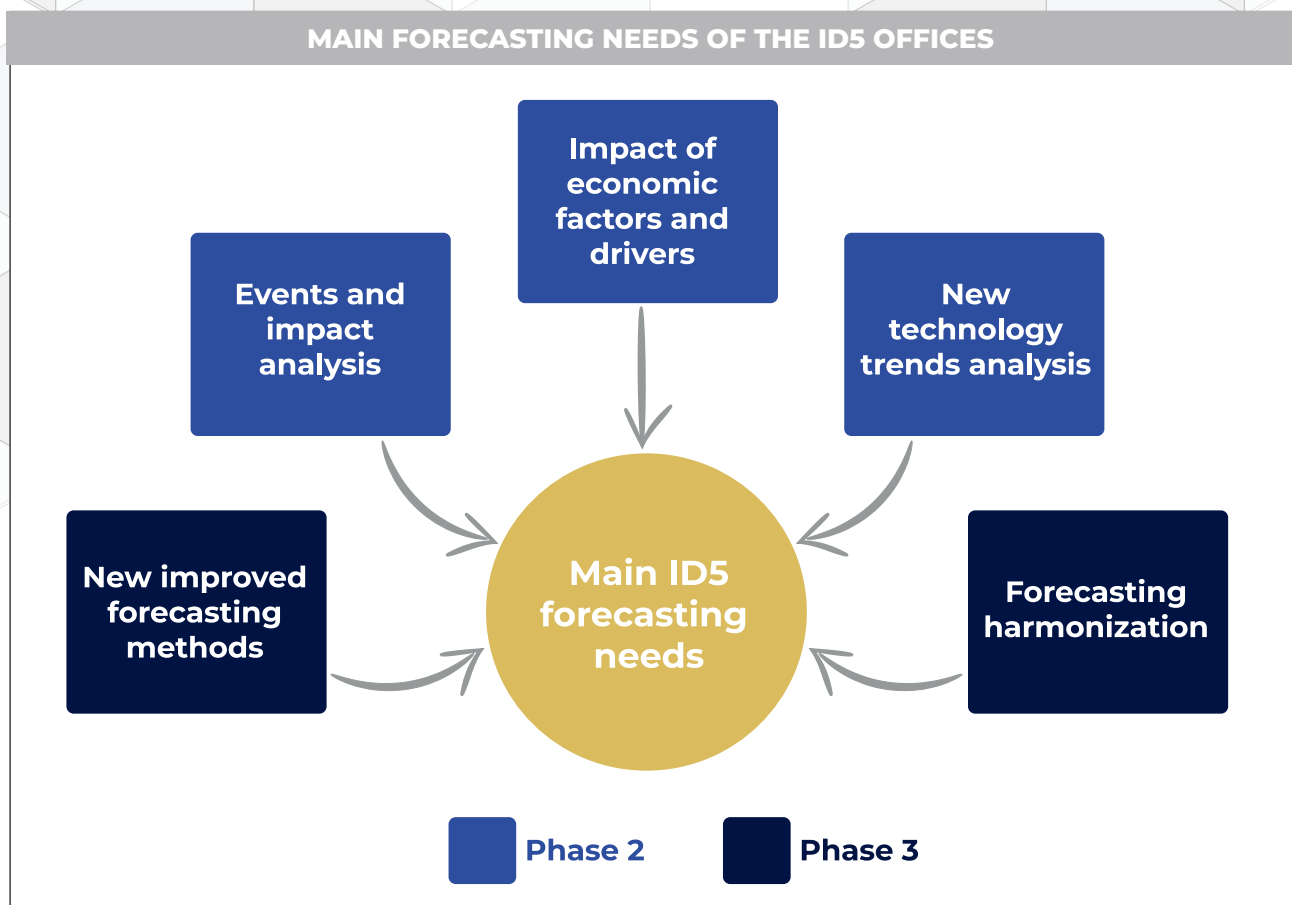 MAIN FORECASTING NEEDS OF THE ID5 OFFICES
Impact of
economic
factors and
drivers
Events and
impact
analysis
New
technology
trends analysis
New improved
forecasting
methods
Main ID5
forecasting
needs
Forecasting
harmonization
Phase 2
Phase 3